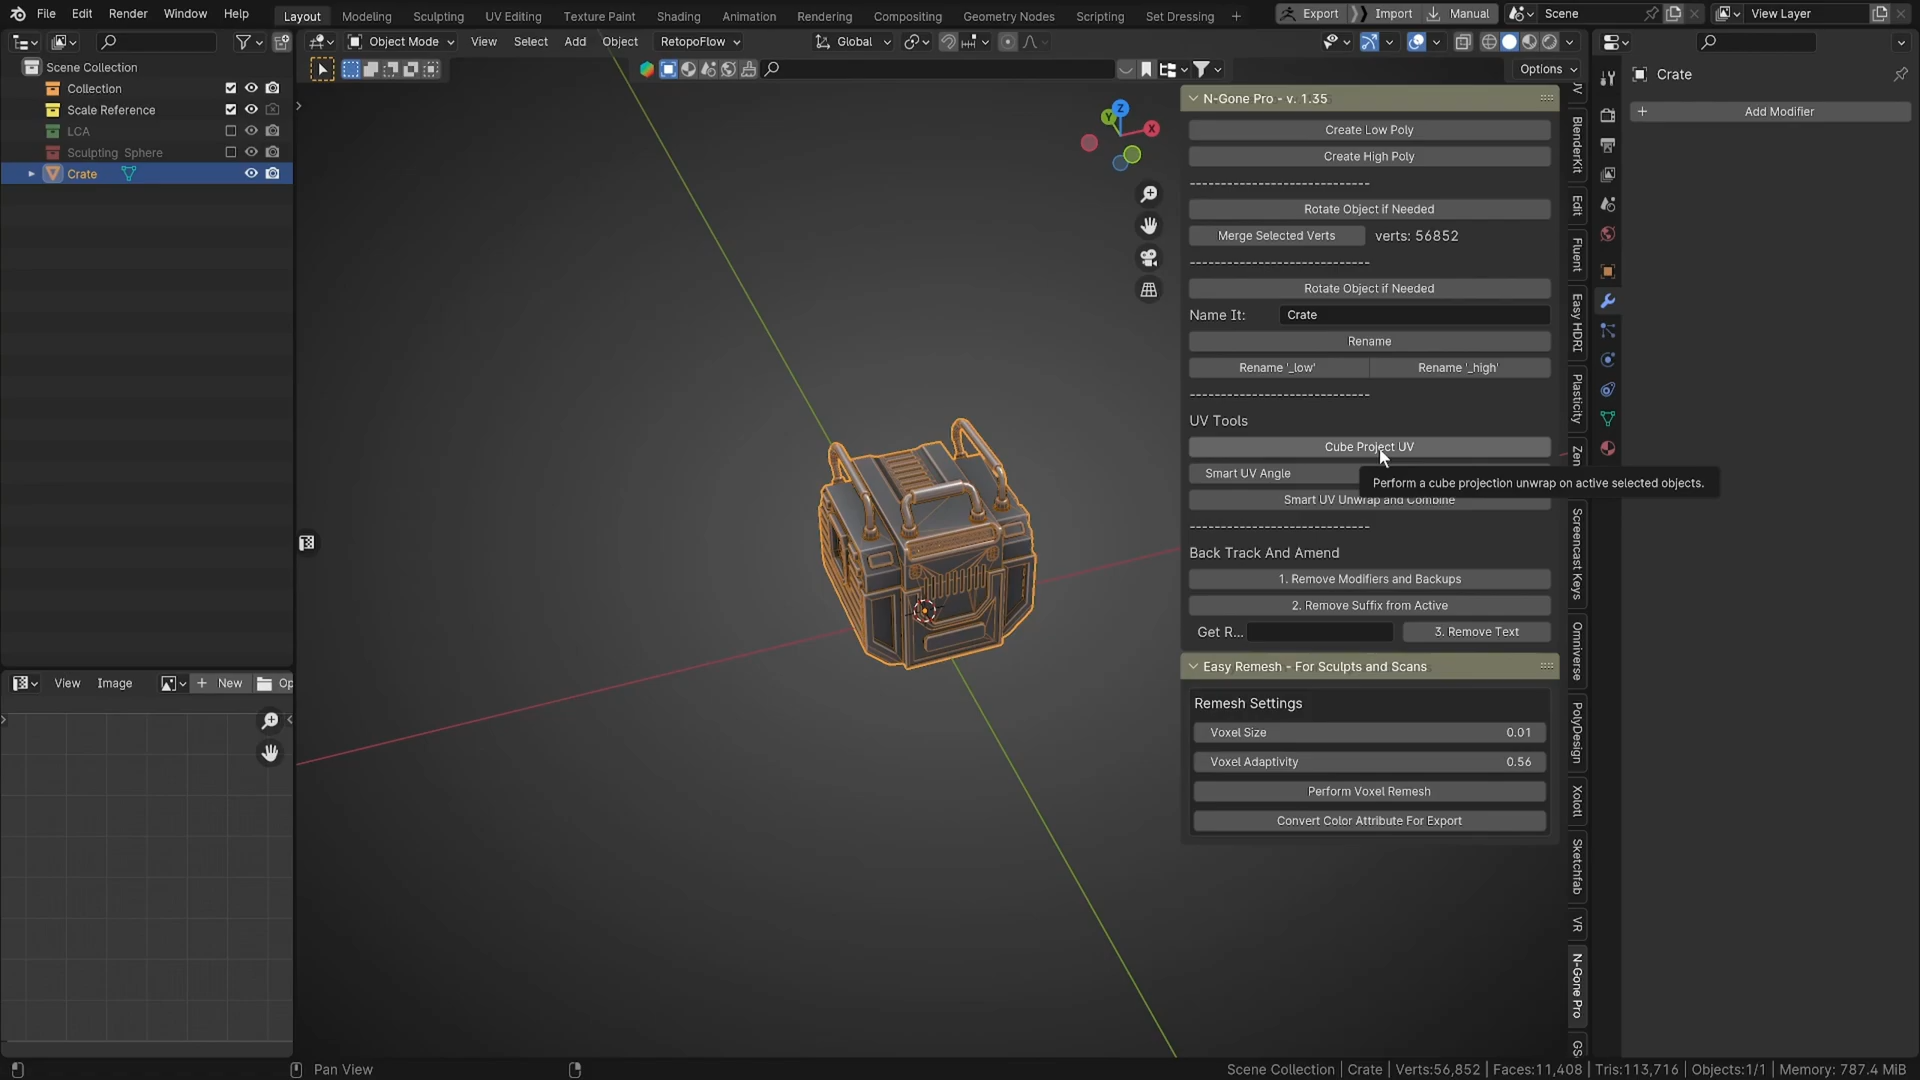 File Edit Render Window Help Layout Modeling Sculpting UV Editing Texture Paint Shading Animation Rendering Compositing Geometry Nodes Scripting Set Dressing + Export Import Manual Scene View Layer
Object Mode View Select Add Object RetopoFlow Global
Options
Scene Collection
Collection
Scale Reference
LCA
Sculpting Sphere
Crate
View Image New Op
Z
Y
X
N-Gone Pro - v. 1.35
Create Low Poly
Create High Poly
----------------------------
Rotate Object if Needed
Merge Selected Verts verts: 56852
----------------------------
Rotate Object if Needed
Name It: Crate
Rename
Rename '_low' Rename '_high'
----------------------------
UV Tools
Cube Project UV
Smart UV Angle
Perform a cube projection unwrap on active selected objects.
Smart UV Unwrap and Combine
----------------------------
Back Track And Amend
1. Remove Modifiers and Backups
2. Remove Suffix from Active
Get R... 3. Remove Text
Easy Remesh - For Sculpts and Scans
Remesh Settings
Voxel Size 0.01
Voxel Adaptivity 0.56
Perform Voxel Remesh
Convert Color Attribute For Export
BlenderKit
Edit
Fluent
Easy HDRI
Plasticity
Zen
Screencast Keys
Omniverse
PolyDesign
Xolotl
Sketchfab
VR
N-Gone Pro
GS
Crate
Add Modifier
Pan View
Scene Collection | Crate | Verts:56,852 | Faces:11,408 | Tris:113,716 | Objects:1/1 | Memory: 787.4 MiB